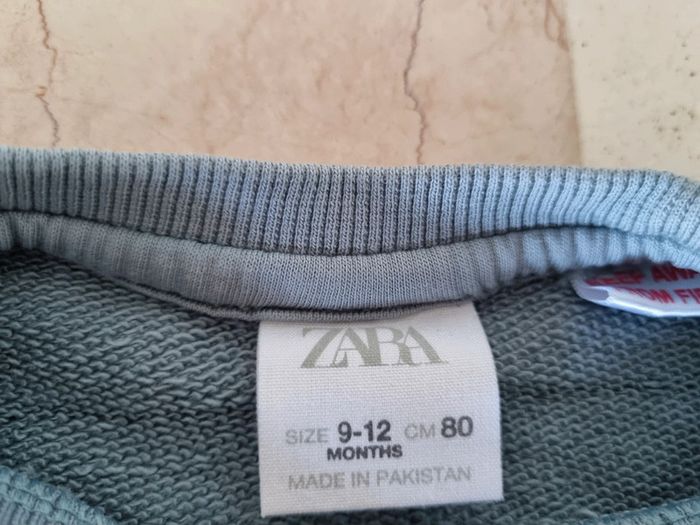 ZARA
SIZE 9-12 CM 80
MONTHS
MADE IN PAKISTAN